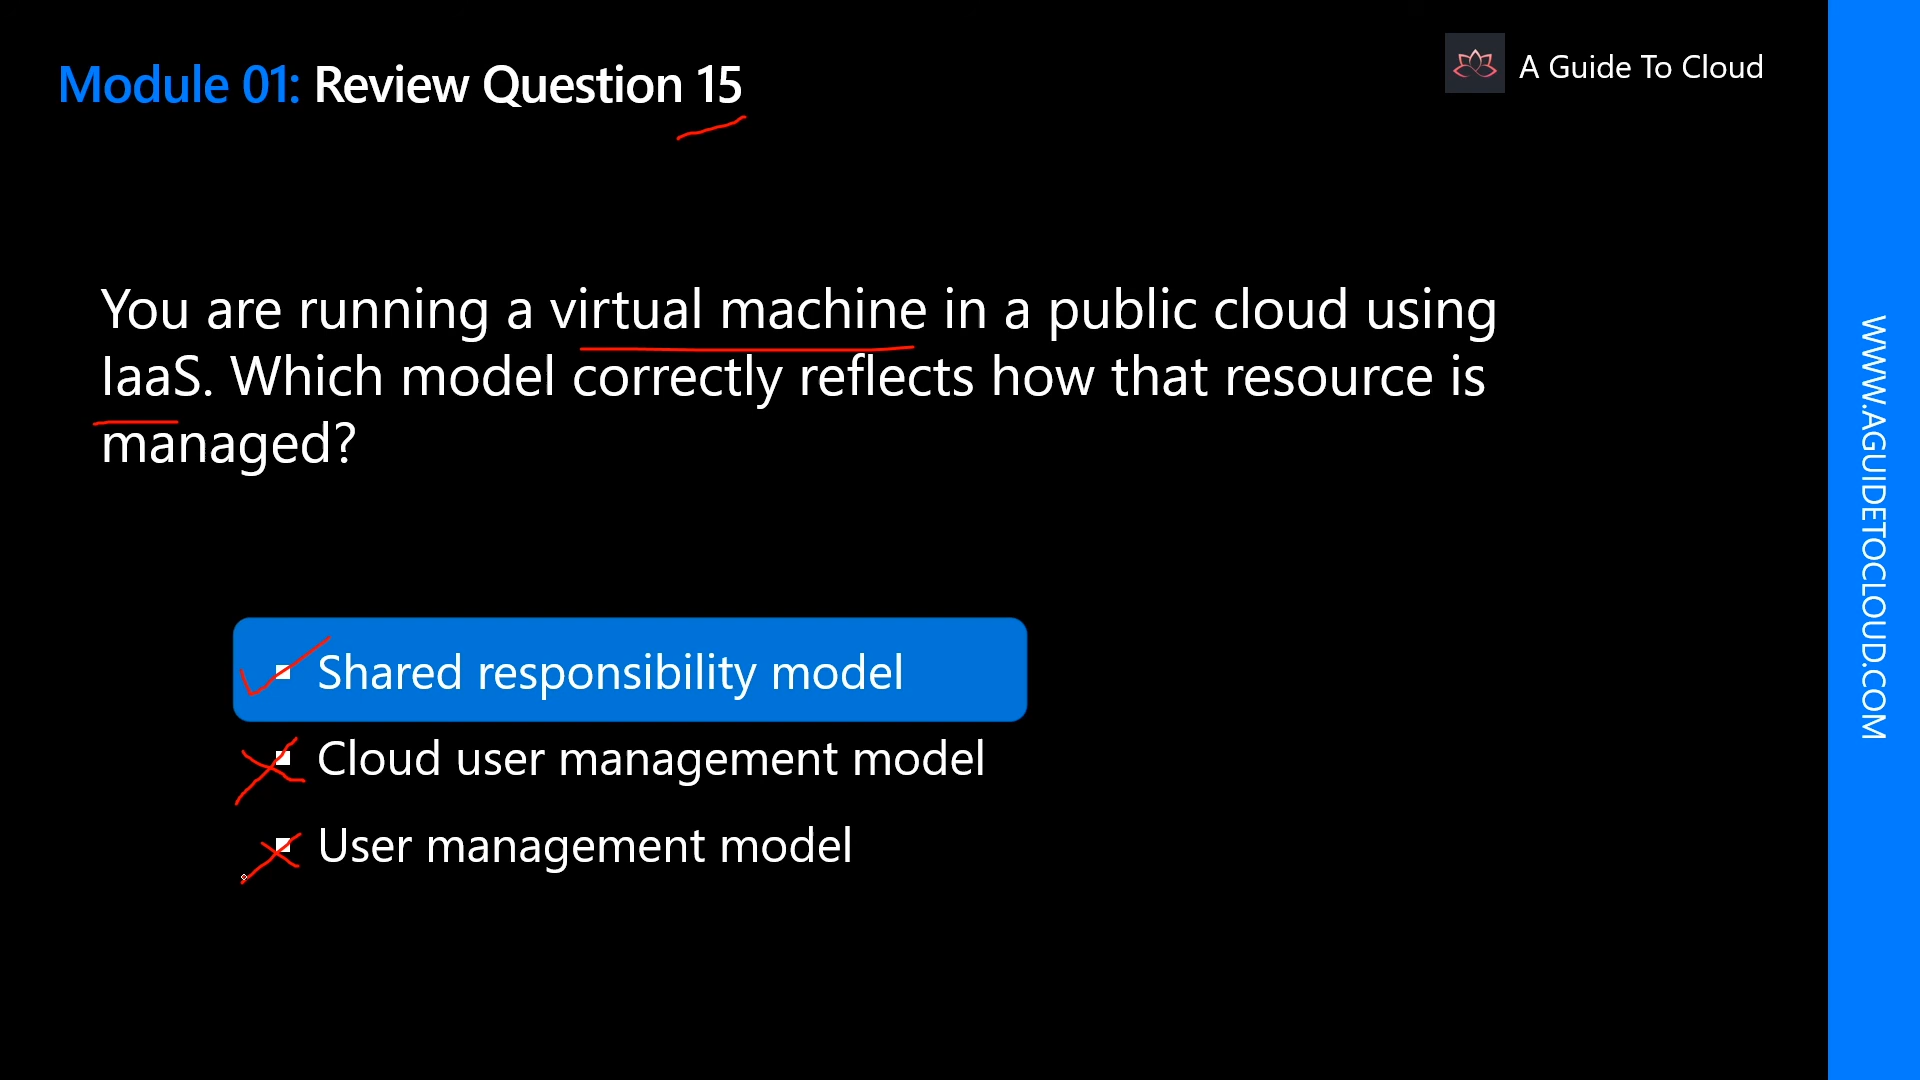 Module 01: Review Question 15
A Guide To Cloud
You are running a virtual machine in a public cloud using
IaaS. Which model correctly reflects how that resource is
managed?
Shared responsibility model
Cloud user management model
User management model
WWW.AGUIDETOCLOUD.COM